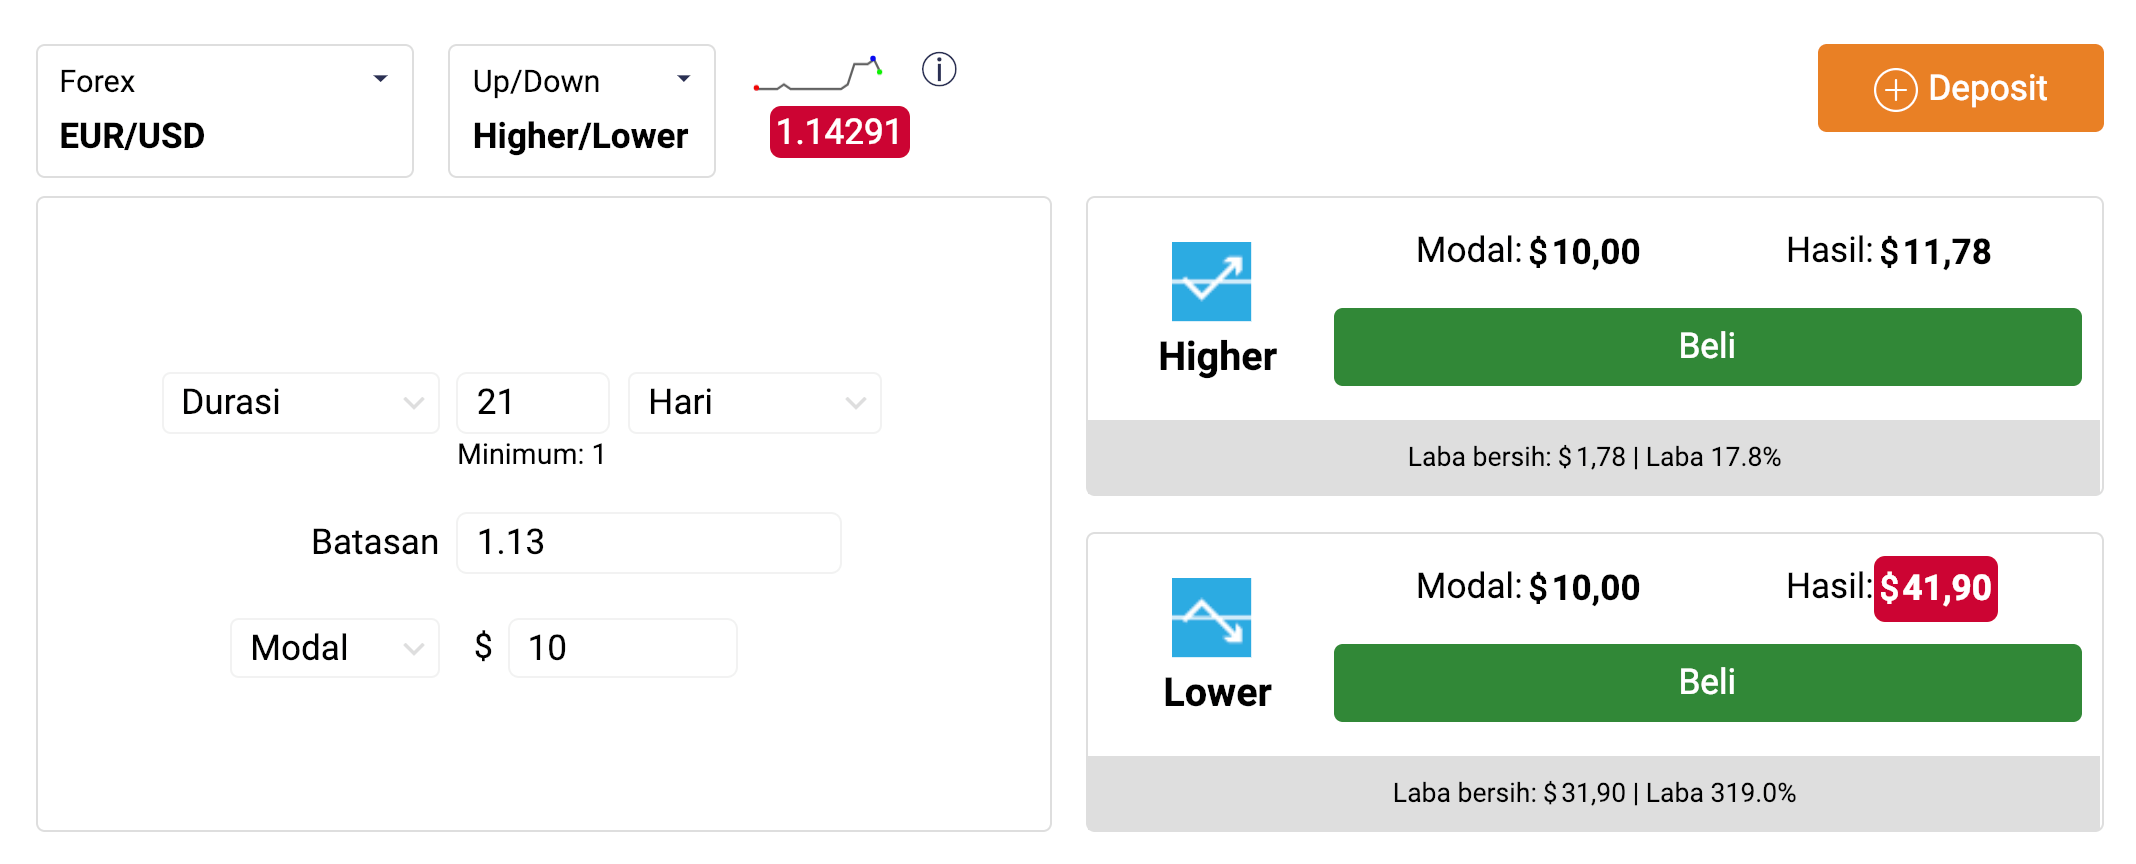 Forex
EUR/USD
Up/Down
Higher/Lower
1.14291
Deposit
Durasi
21
Hari
Minimum: 1
Batasan
1.13
Modal
$
10
Higher
Modal: $10,00
Hasil: $11,78
Beli
Laba bersih: $1,78 | Laba 17.8%
Lower
Modal: $10,00
Hasil: $41,90
Beli
Laba bersih: $31,90 | Laba 319.0%